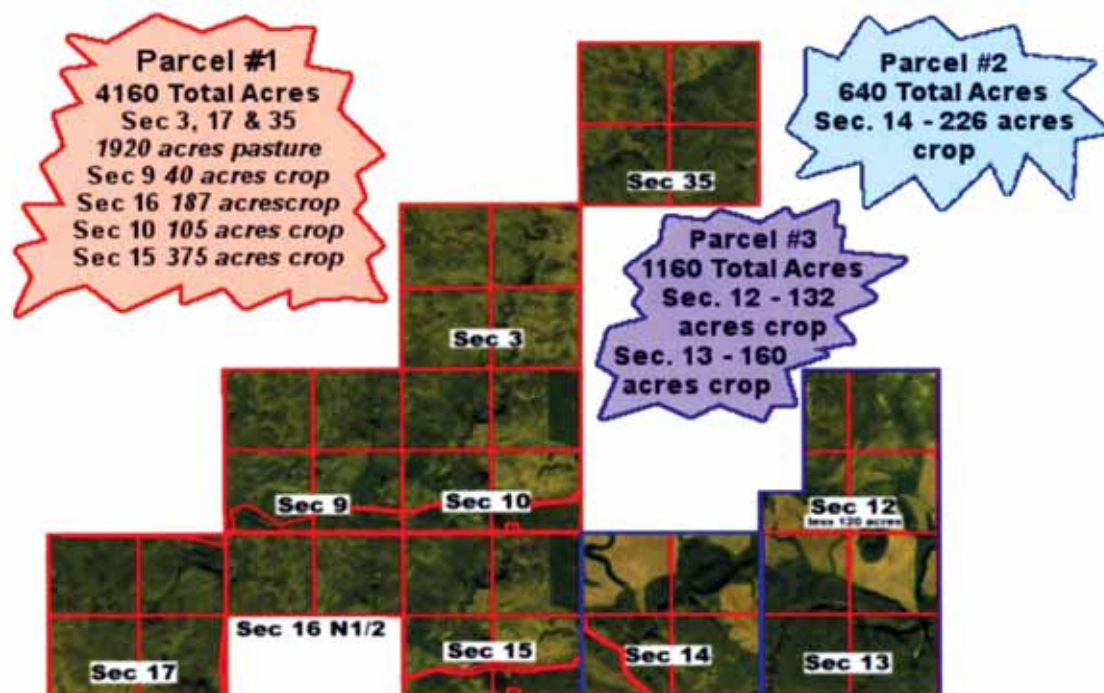 Parcel #1
4160 Total Acres
Sec 3, 17 & 35
1920 acres pasture
Sec 9 40 acres crop
Sec 16 187 acrescrop
Sec 10 105 acres crop
Sec 15 375 acres crop
Parcel #2
640 Total Acres
Sec. 14 - 226 acres
crop
Parcel #3
1160 Total Acres
Sec. 12 - 132
acres crop
Sec. 13 - 160
acres crop
Sec 35
Sec 3
Sec 9
Sec 10
Sec 12
less 120 acres
Sec 16 N1/2
Sec 17
Sec 15
Sec 14
Sec 13